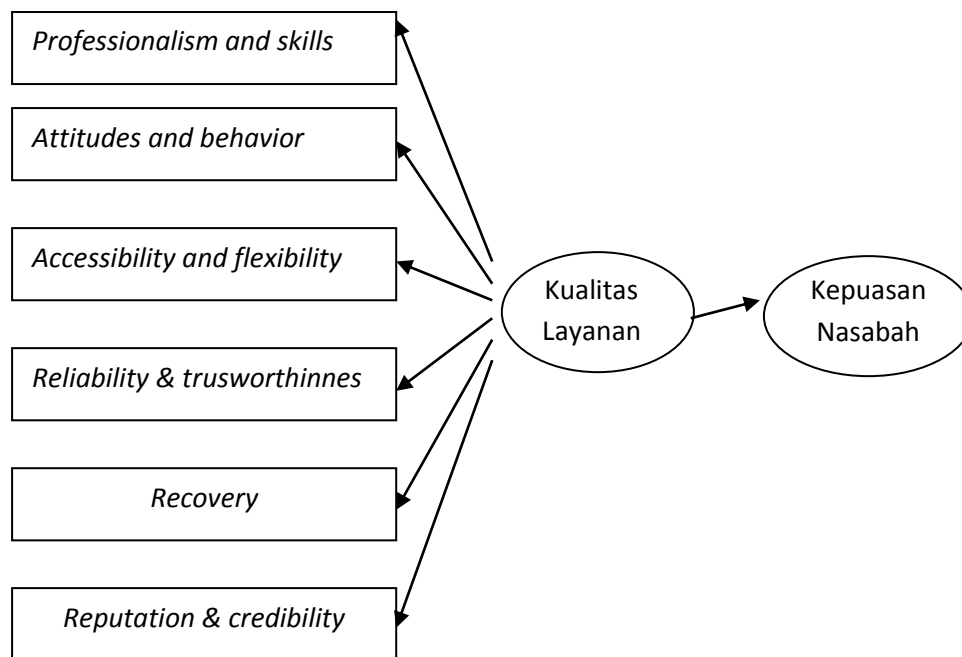 Professionalism and skills
Attitudes and behavior
Accessibility and flexibility
Reliability & trusworthinnes
Recovery
Reputation & credibility
Kualitas
Layanan
Kepuasan
Nasabah